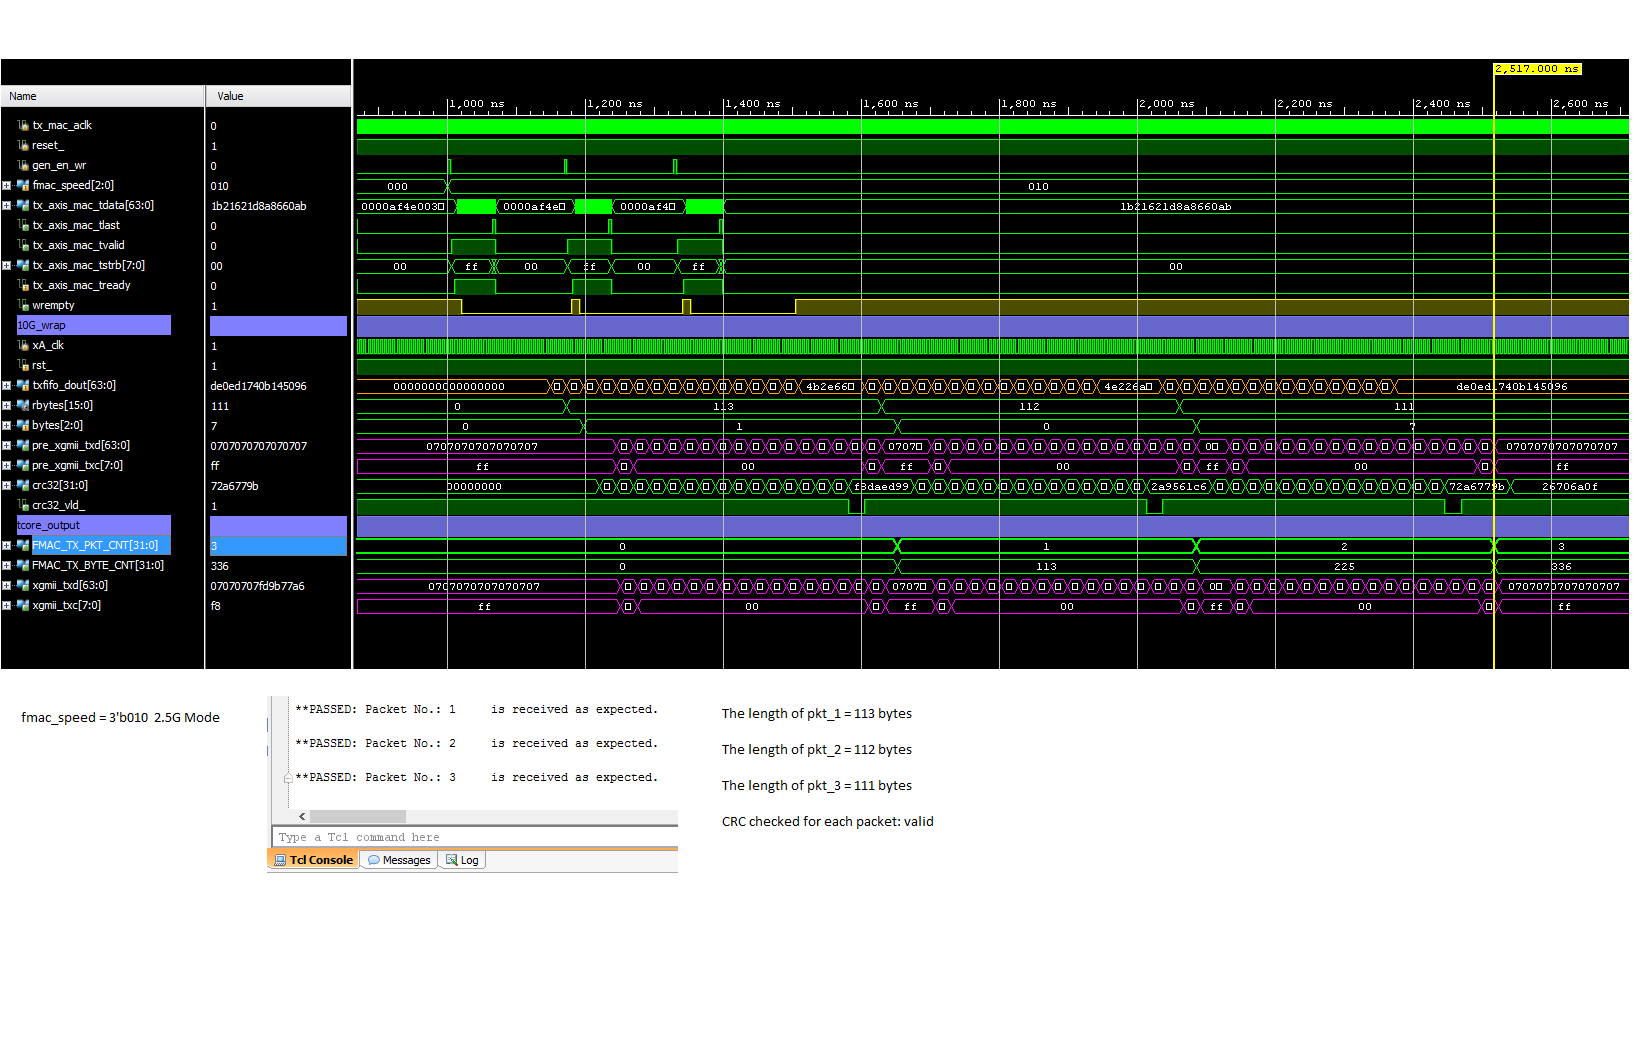 2,517.000 ns
Name Value 1,000 ns 1,200 ns 1,400 ns 1,600 ns 1,800 ns 2,000 ns 2,200 ns 2,400 ns 2,600 ns
tx_mac_aclk 0
reset_ 1
gen_en_wr 0
fmac_speed[2:0] 010 000 010
tx_axis_mac_tdata[63:0] 1b21621d8a8660ab 0000af4e003 0000af4e 0000af4 1b21621d8a8660ab
tx_axis_mac_tlast 0
tx_axis_mac_tvalid 0
tx_axis_mac_tstrb[7:0] 00 00 ff 00 ff 00 ff 00
tx_axis_mac_tready 0
wrempty 1
10G_wrap
xA_clk 1
rst_ 1
txfifo_dout[63:0] de0ed1740b145096 0000000000000000 4b2e66 4e226a de0ed1740b145096
rbytes[15:0] 111 0 113 112 111
bytes[2:0] 7 0 1 0 7
pre_xgmii_txd[63:0] 0707070707070707 0707070707070707 0707 00 0707070707070707
pre_xgmii_txc[7:0] ff ff 00 ff 00 ff 00 ff
crc32[31:0] 72a6779b 00000000 f8daed99 2a9561c6 72a6779b 26706a0f
crc32_vld_ 1
tcore_output
FMAC_TX_PKT_CNT[31:0] 3 0 1 2 3
FMAC_TX_BYTE_CNT[31:0] 336 0 113 225 336
xgmii_txd[63:0] 07070707fd9b77a6 0707070707070707 0707 00 0707070707070707
xgmii_txc[7:0] f8 ff 00 ff 00 ff 00 ff
fmac_speed = 3'b010 2.5G Mode
**PASSED: Packet No.: 1 is received as expected.
**PASSED: Packet No.: 2 is received as expected.
**PASSED: Packet No.: 3 is received as expected.
Type a Tcl command here
Tcl Console Messages Log
The length of pkt_1 = 113 bytes
The length of pkt_2 = 112 bytes
The length of pkt_3 = 111 bytes
CRC checked for each packet: valid